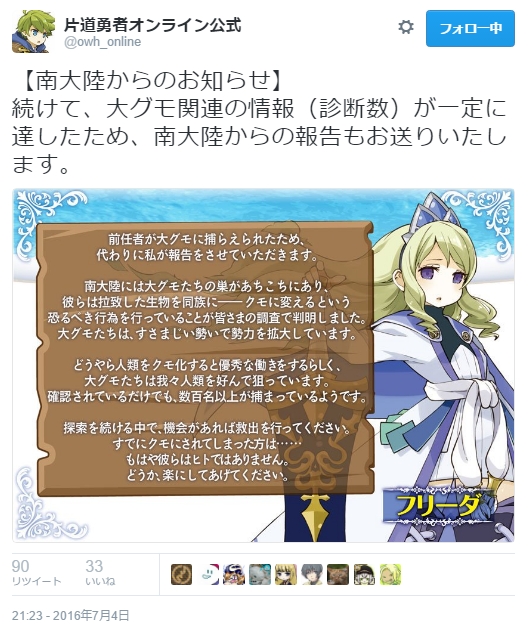 片道勇者オンライン公式
@owh_online
フォロー中
【南大陸からのお知らせ】
続けて、大グモ関連の情報（診断数）が一定に
達したため、南大陸からの報告もお送りいたし
ます。
前任者が大グモに捕らえられたため、
代わりに私が報告をさせていただきます。
南大陸には大グモたちの巣があちこちにあり、
彼らは拉致した生物を同族に――クモに変えるという
恐るべき行為を行っていることが皆さまの調査で判明しました。
大グモたちは、すさまじい勢いで勢力を拡大しています。
どうやら人類をクモ化すると優秀な働きをするらしく、
大グモたちは我々人類を好んで狙っています。
確認されているだけでも、数百名以上が捕まっているようです。
探索を続ける中で、機会があれば救出を行ってください。
すでにクモにされてしまった方は……
もはや彼らはヒトではありません。
どうか、楽にしてあげてください。
フリーダ
90
リツイート
33
いいね
21:23 - 2016年7月4日